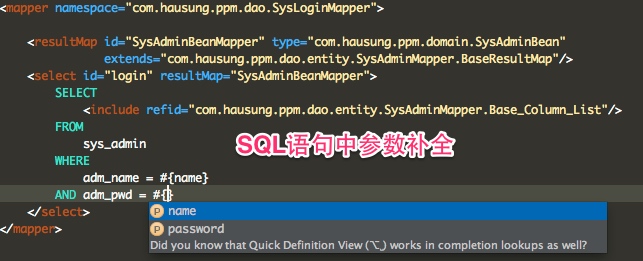 <mapper namespace="com.hausung.ppm.dao.SysLoginMapper">
<resultMap id="SysAdminBeanMapper" type="com.hausung.ppm.domain.SysAdminBean"
extends="com.hausung.ppm.dao.entity.SysAdminMapper.BaseResultMap"/>
<select id="login" resultMap="SysAdminBeanMapper">
SELECT
<include refid="com.hausung.ppm.dao.entity.SysAdminMapper.Base_Column_List"/>
FROM
sys_admin
SQL语句中参数补全
WHERE
adm_name = #{name}
AND adm_pwd = #{}
</select>
P name
P password
</mapper>
Did you know that Quick Definition View (⌥␣) works in completion lookups as well?